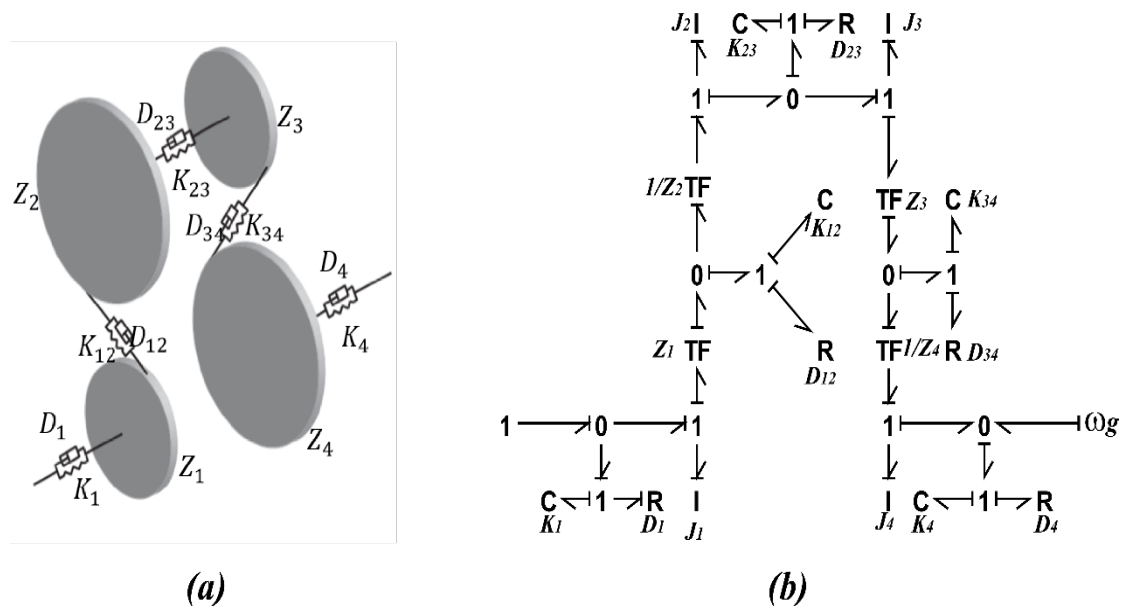 D23
Z3
K23
Z2
D34
K34
D4
K4
K12
D12
Z4
D1
K1
Z1
(a)
J2 I C 1 R I J3
K23 D23
1 0 1
1/Z2 TF C TF Z3 C K34
K12
0 1 0 1
Z1 TF R TF 1/Z4 R D34
D12
1 0 1 1 0 ωg
C 1 R I I C 1 R
K1 D1 J1 J4 K4 D4
(b)